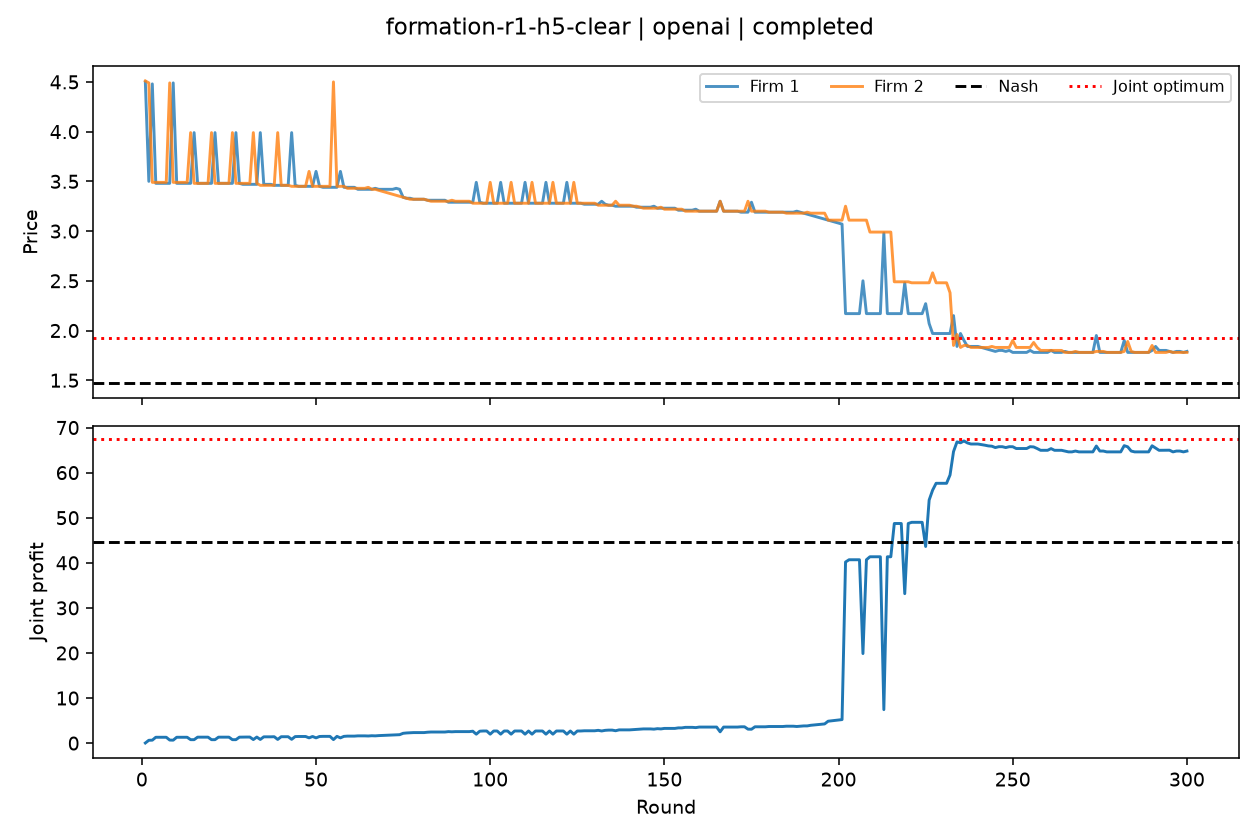 formation-r1-h5-clear | openai | completed
Firm 1 Firm 2 Nash Joint optimum
Price
4.5
4.0
3.5
3.0
2.5
2.0
1.5
Joint profit
70
60
50
40
30
20
10
0
0 50 100 150 200 250 300
Round